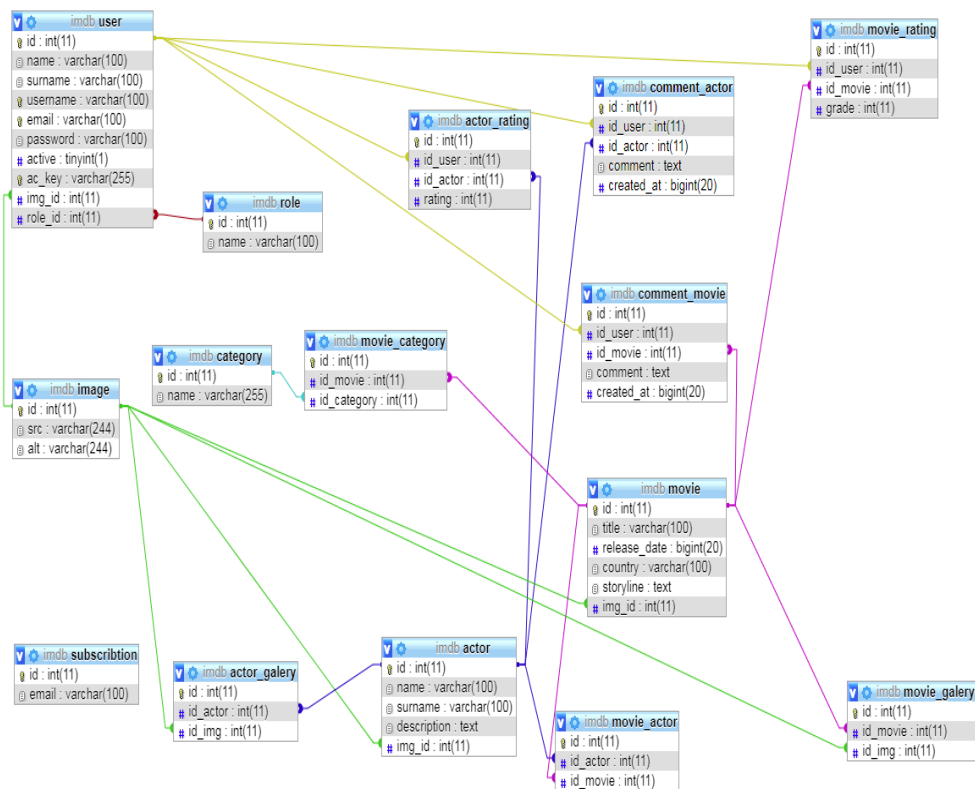 imdb user
id : int(11)
name : varchar(100)
surname : varchar(100)
username : varchar(100)
email : varchar(100)
password : varchar(100)
active : tinyint(1)
ac_key : varchar(255)
img_id : int(11)
role_id : int(11)
imdb role
id : int(11)
name : varchar(100)
imdb actor_rating
id : int(11)
id_user : int(11)
id_actor : int(11)
rating : int(11)
imdb comment_actor
id : int(11)
id_user : int(11)
id_actor : int(11)
comment : text
created_at : bigint(20)
imdb movie_rating
id : int(11)
id_user : int(11)
id_movie : int(11)
grade : int(11)
imdb comment_movie
id : int(11)
id_user : int(11)
id_movie : int(11)
comment : text
created_at : bigint(20)
imdb category
id : int(11)
name : varchar(255)
imdb movie_category
id : int(11)
id_movie : int(11)
id_category : int(11)
imdb image
id : int(11)
src : varchar(244)
alt : varchar(244)
imdb movie
id : int(11)
title : varchar(100)
release_date : bigint(20)
country : varchar(100)
storyline : text
img_id : int(11)
imdb subscribtion
id : int(11)
email : varchar(100)
imdb actor_galery
id : int(11)
id_actor : int(11)
id_img : int(11)
imdb actor
id : int(11)
name : varchar(100)
surname : varchar(100)
description : text
img_id : int(11)
imdb movie_actor
id : int(11)
id_actor : int(11)
id_movie : int(11)
imdb movie_galery
id : int(11)
id_movie : int(11)
id_img : int(11)